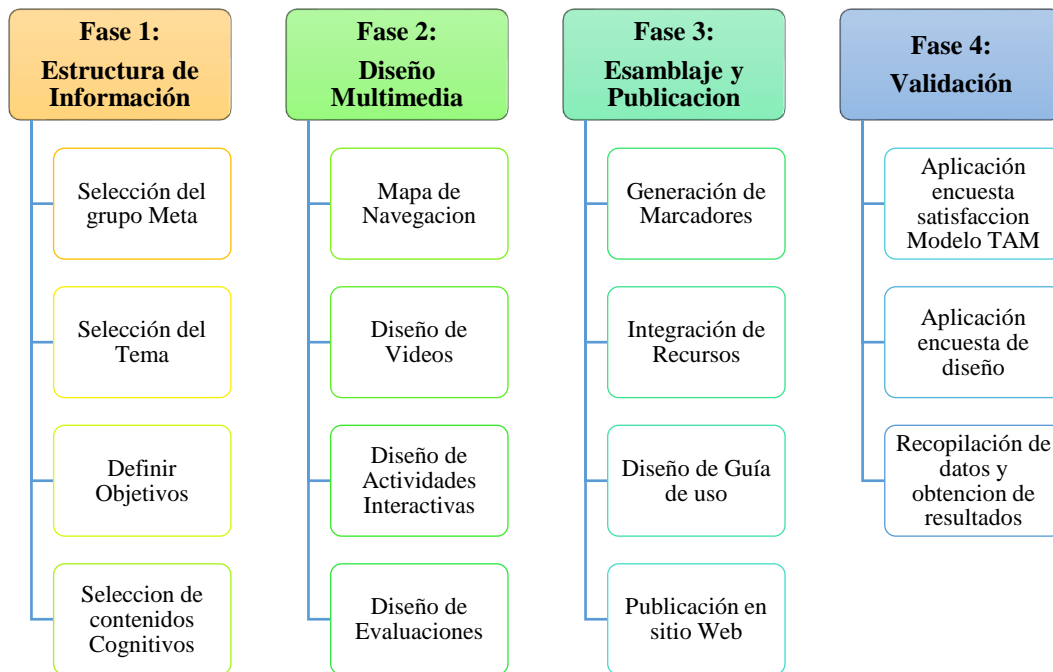 Fase 1:
Estructura de
Información
Selección del
grupo Meta
Selección del
Tema
Definir
Objetivos
Seleccion de
contenidos
Cognitivos
Fase 2:
Diseño
Multimedia
Mapa de
Navegacion
Diseño de
Videos
Diseño de
Actividades
Interactivas
Diseño de
Evaluaciones
Fase 3:
Esamblaje y
Publicacion
Generación de
Marcadores
Integración de
Recursos
Diseño de Guía
de uso
Publicación en
sitio Web
Fase 4:
Validación
Aplicación
encuesta
satisfaccion
Modelo TAM
Aplicación
encuesta de
diseño
Recopilación de
datos y
obtencion de
resultados